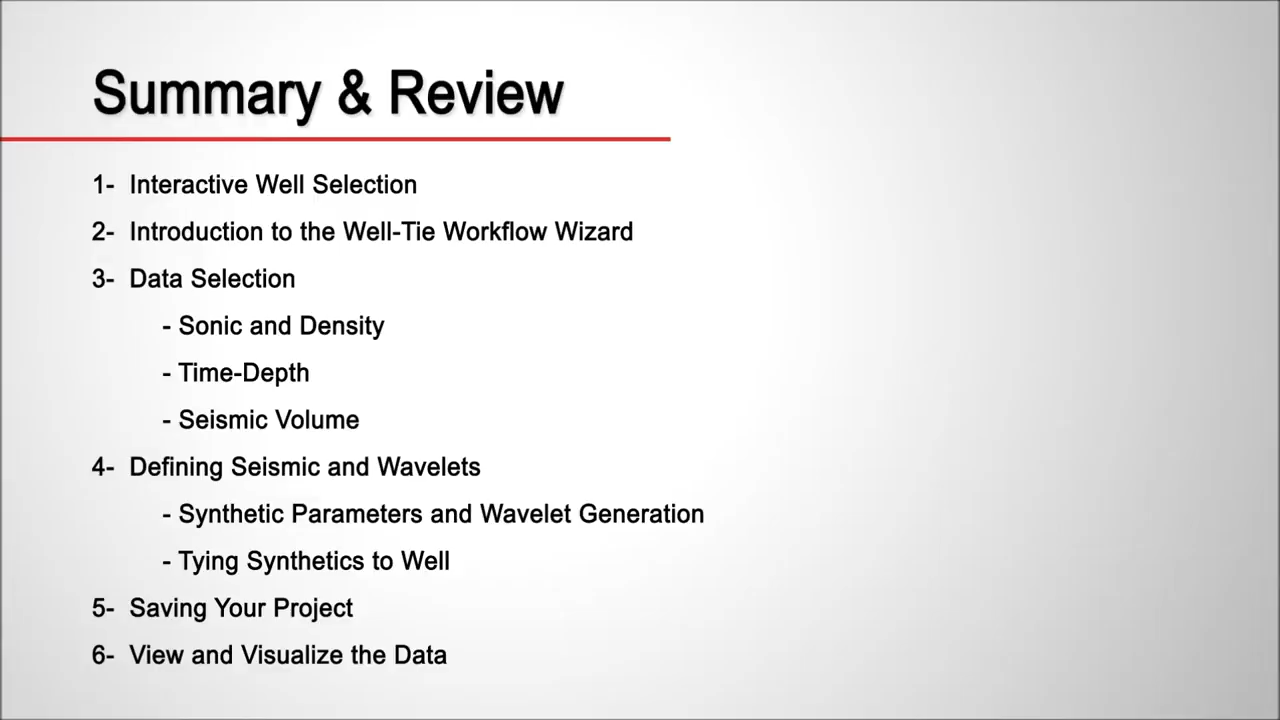 Summary & Review
1- Interactive Well Selection
2- Introduction to the Well-Tie Workflow Wizard
3- Data Selection
- Sonic and Density
- Time-Depth
- Seismic Volume
4- Defining Seismic and Wavelets
- Synthetic Parameters and Wavelet Generation
- Tying Synthetics to Well
5- Saving Your Project
6- View and Visualize the Data